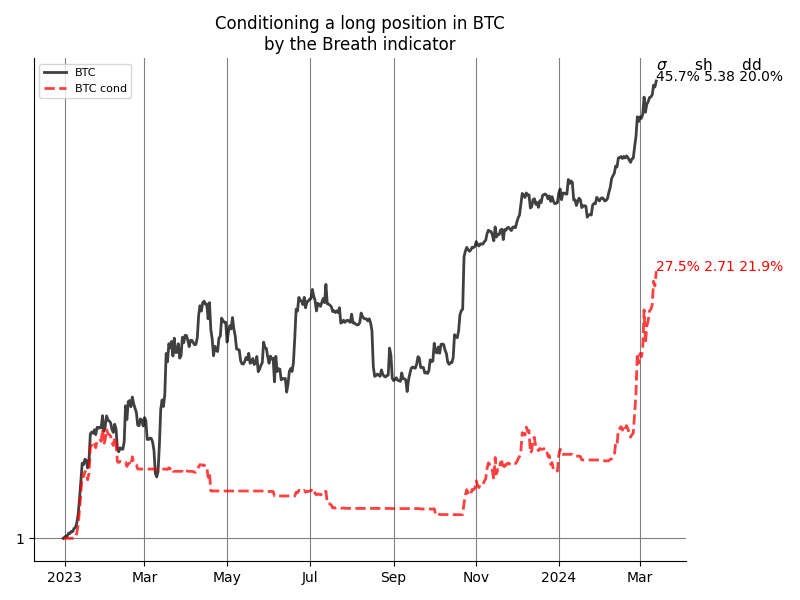 Conditioning a long position in BTC
by the Breath indicator
BTC
BTC cond
σ sh dd
45.7% 5.38 20.0%
27.5% 2.71 21.9%
1
2023 Mar May Jul Sep Nov 2024 Mar